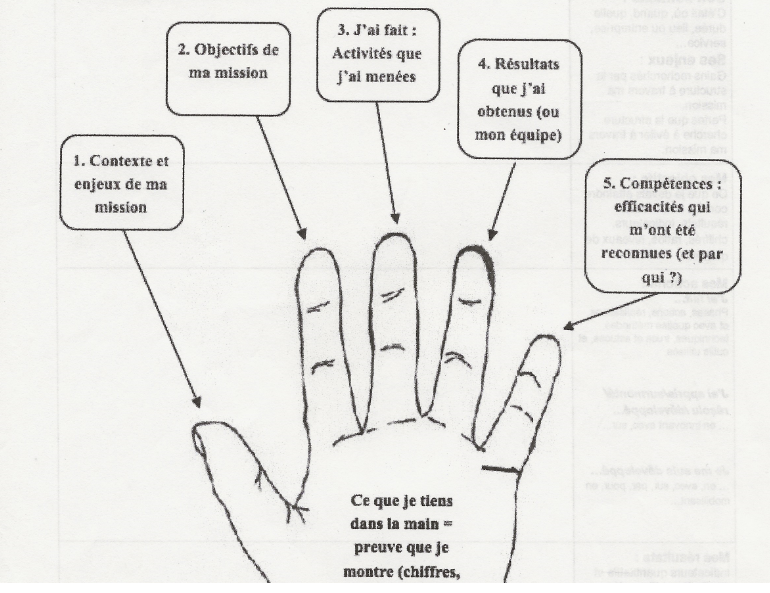 1. Contexte et
enjeux de ma
mission
2. Objectifs de
ma mission
3. J'ai fait :
Activités que
j'ai menées
4. Résultats
que j'ai
obtenus (ou
mon équipe)
5. Compétences :
efficacités qui
m'ont été
reconnues (et par
qui ?)
Ce que je tiens
dans la main =
preuve que je
montre (chiffres,